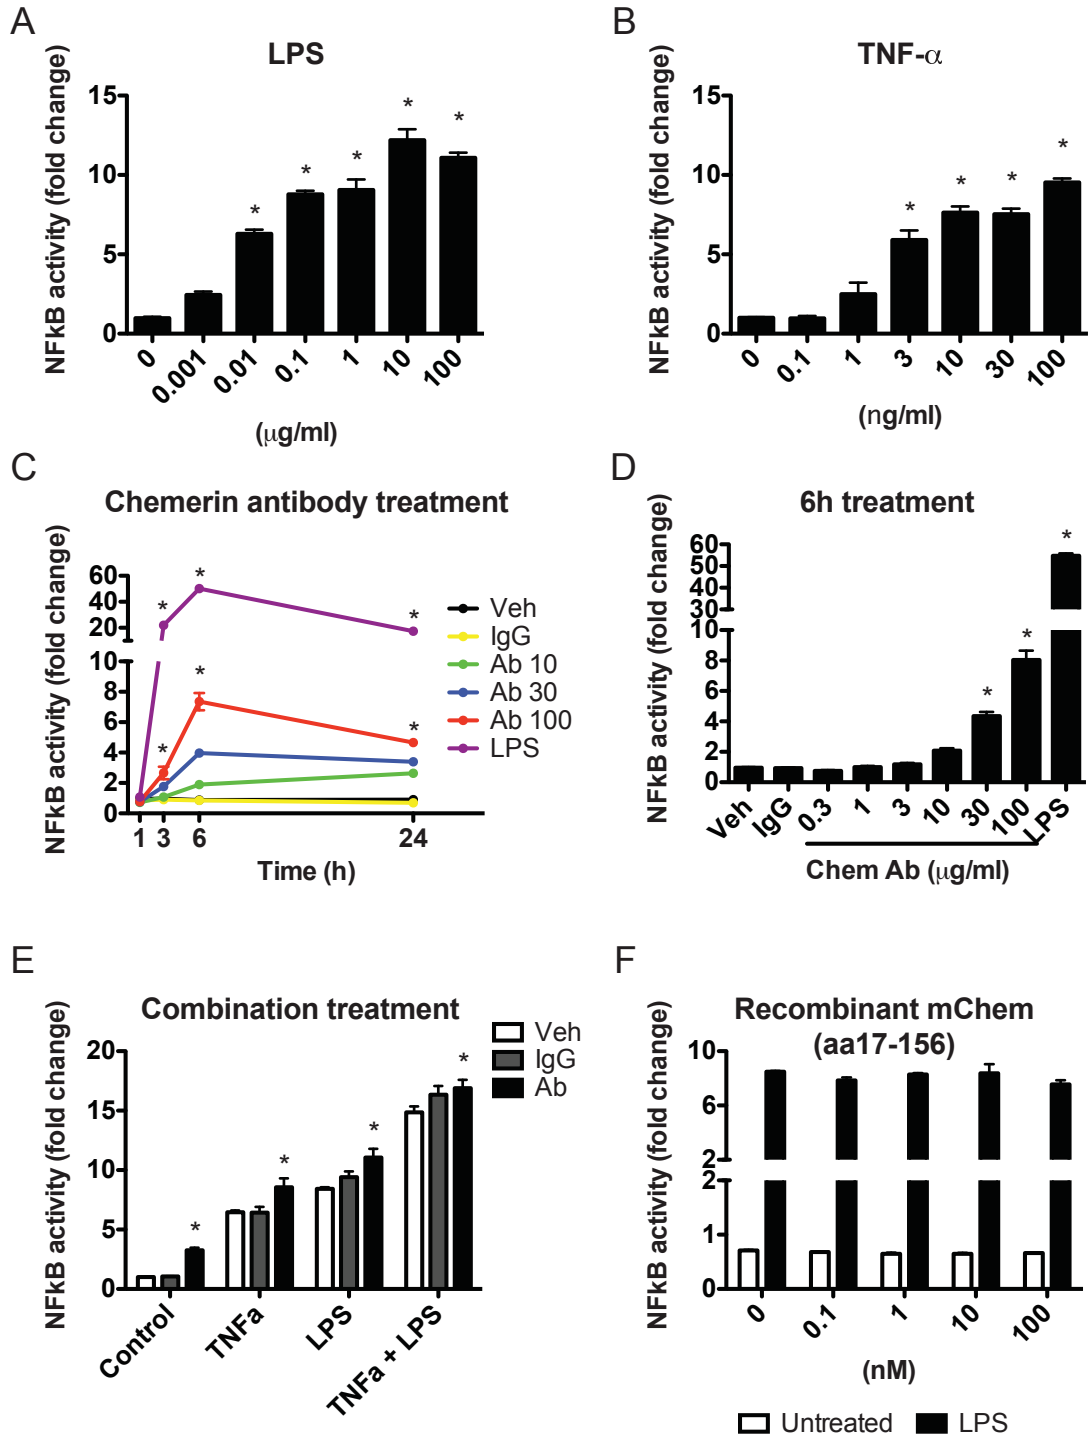 A
LPS
NFkB activity (fold change)
15
10
5
0
0
0.001
0.01
0.1
1
10
100
(μg/ml)
*
*
*
*
*
B
TNF-α
NFkB activity (fold change)
15
10
5
0
0
0.1
1
3
10
30
100
(ng/ml)
*
*
*
*
C
Chemerin antibody treatment
NFkB activity (fold change)
60
40
20
10
8
6
4
2
0
1
3
6
24
Time (h)
*
*
*
*
*
*
Veh
IgG
Ab 10
Ab 30
Ab 100
LPS
D
6h treatment
NFkB activity (fold change)
60
50
40
30
10
8
6
4
2
0
Veh
IgG
0.3
1
3
10
30
100
LPS
Chem Ab (μg/ml)
*
*
*
E
Combination treatment
NFkB activity (fold change)
20
15
10
5
0
Control
TNFa
LPS
TNFa + LPS
*
*
*
*
Veh
IgG
Ab
F
Recombinant mChem
(aa17-156)
NFkB activity (fold change)
10
6
2
2
1
0
0
0.1
1
10
100
(nM)
Untreated
LPS